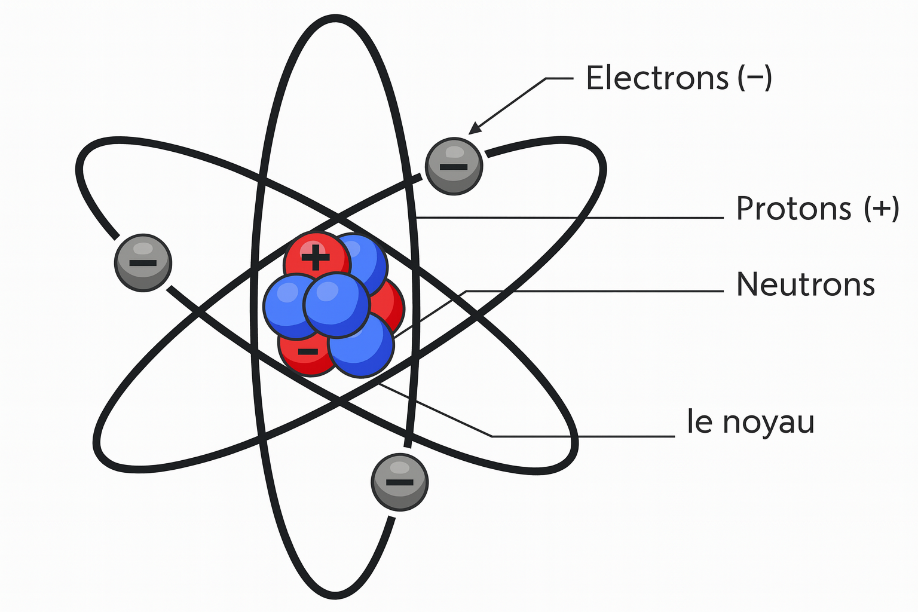 Electrons (−)
−
Protons (+)
+
−
Neutrons
−
le noyau
−